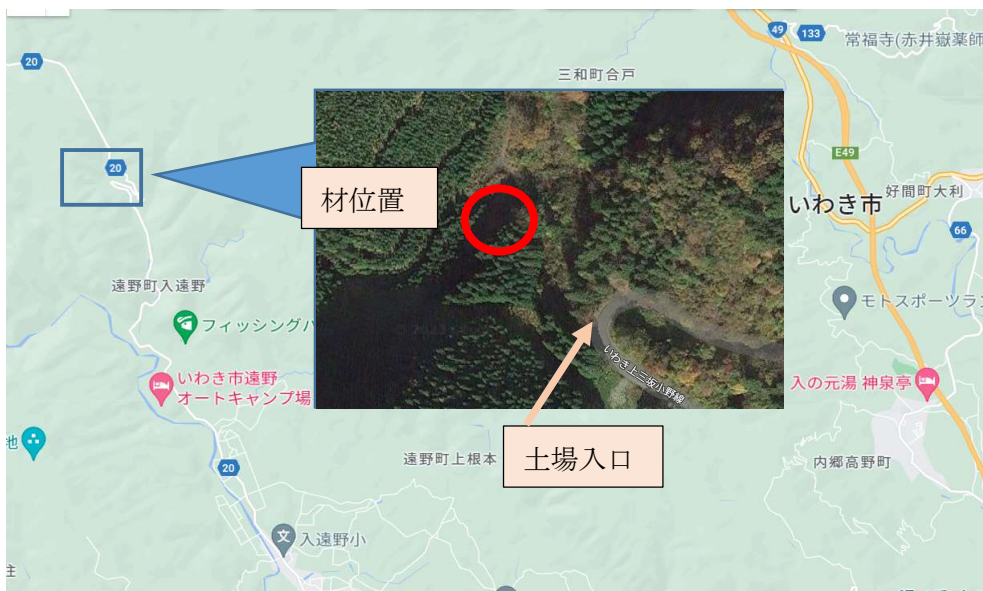 49
133
常福寺(赤井嶽薬師
20
三和町合戸
20
E49
材位置
好間町大利
いわき市
66
遠野町入遠野
モトスポーツラン
フィッシングパ
いわき上三坂小野線
いわき市遠野
オートキャンプ場
入の元湯 神泉亭
地
遠野町上根本
土場入口
内郷高野町
20
文
入遠野小